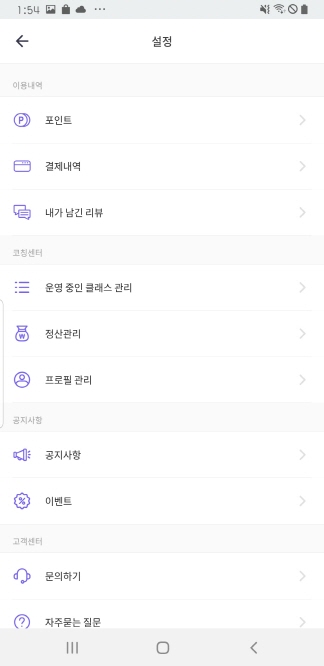 1:54
설정
이용내역
포인트
결제내역
내가 남긴 리뷰
코칭센터
운영 중인 클래스 관리
정산관리
프로필 관리
공지사항
공지사항
이벤트
고객센터
문의하기
자주묻는 질문